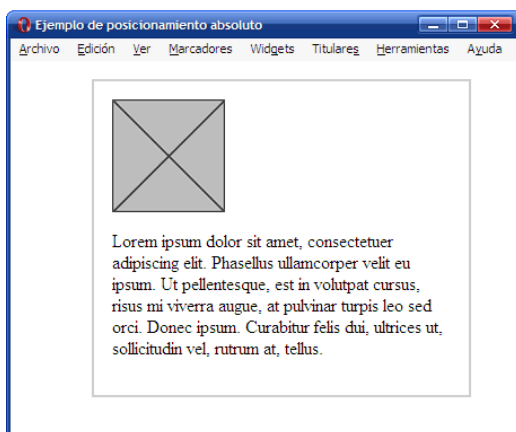 Ejemplo de posicionamiento absoluto
Archivo Edición Ver Marcadores Widgets Titulares Herramientas Ayuda
Lorem ipsum dolor sit amet, consectetuer
adipiscing elit. Phasellus ullamcorper velit eu
ipsum. Ut pellentesque, est in volutpat cursus,
risus mi viverra augue, at pulvinar turpis leo sed
orci. Donec ipsum. Curabitur felis dui, ultrices ut,
sollicitudin vel, rutrum at, tellus.